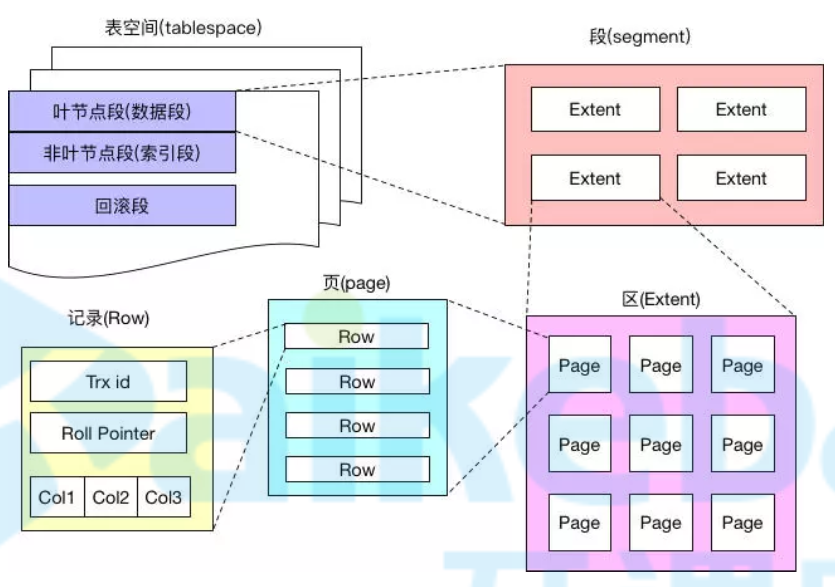 表空间(tablespace)
叶节点段(数据段)
非叶节点段(索引段)
回滚段
段(segment)
Extent
Extent
Extent
Extent
记录(Row)
Trx id
Roll Pointer
Col1
Col2
Col3
页(page)
Row
Row
Row
Row
区(Extent)
Page
Page
Page
Page
Page
Page
Page
Page
Page